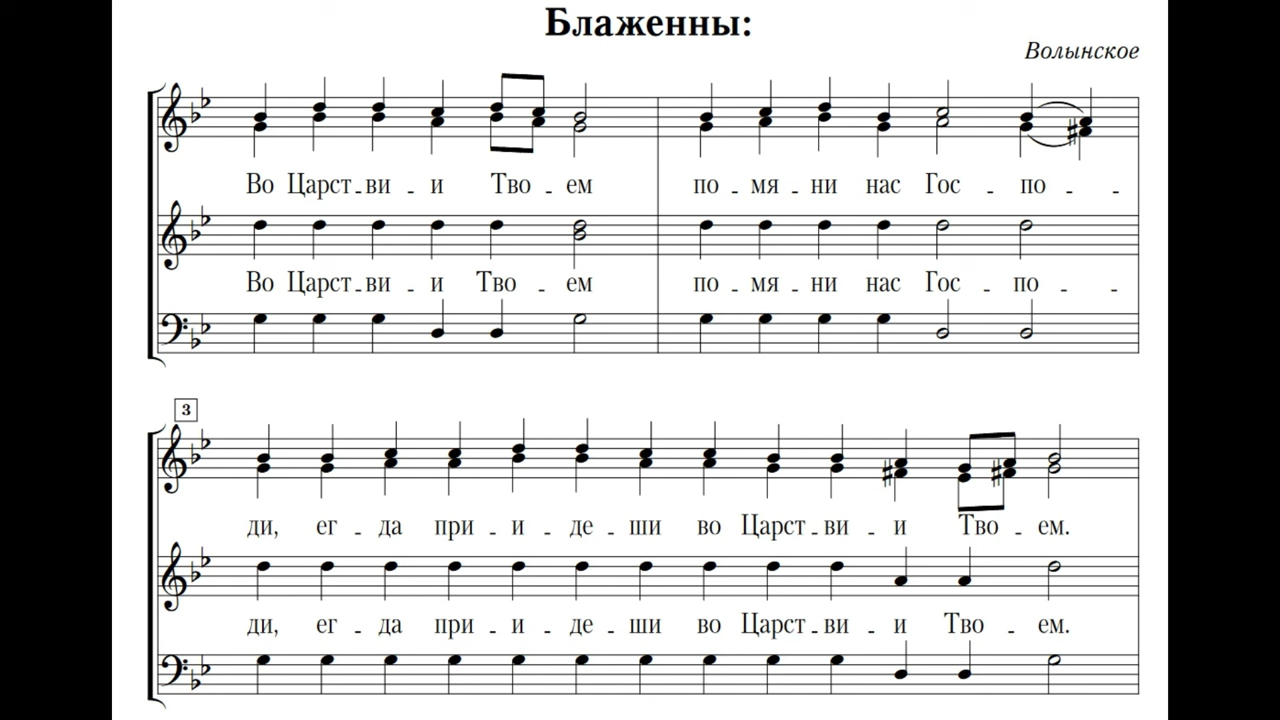 Блаженны:
Волынское
Во Царст - ви - и Тво - ем по - мя - ни нас Гос - по - -
Во Царст - ви - и Тво - ем по - мя - ни нас Гос - по - -
3
ди, ег - да при - и - де - ши во Царст - ви - и Тво - ем.
ди, ег - да при - и - де - ши во Царст - ви - и Тво - ем.